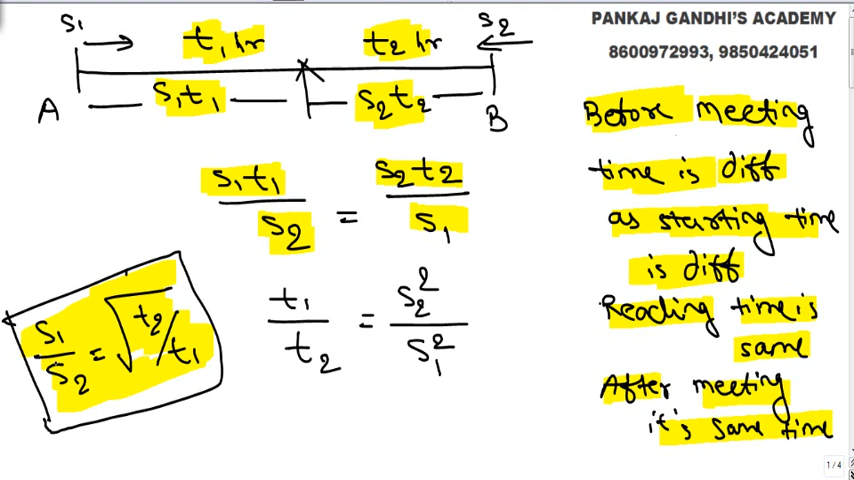 S1
t1 hr
t2 hr
S2
PANKAJ GANDHI'S ACADEMY
8600972993, 9850424051
A
S1t1
S2t2
B
Before meeting
time is diff
as starting time
is diff
Reaching time is
same
After meeting
it's same time
S1t1/S2 = S2t2/S1
t1/t2 = S2²/S1²
S1/S2 = √t2/t1
1/4